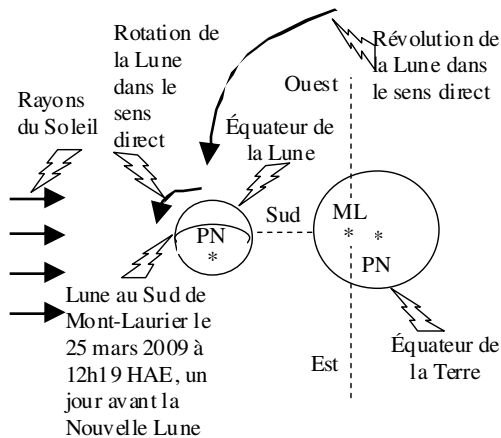 Rotation de
la Lune
dans le
sens
direct
Révolution de
la Lune dans
le sens direct
Ouest
Rayons
du Soleil
Équateur de
la Lune
Sud
ML
*
*
PN
PN
*
Lune au Sud de
Mont-Laurier le
25 mars 2009 à
12h19 HAE, un
jour avant la
Nouvelle Lune
Est
Équateur de
la Terre